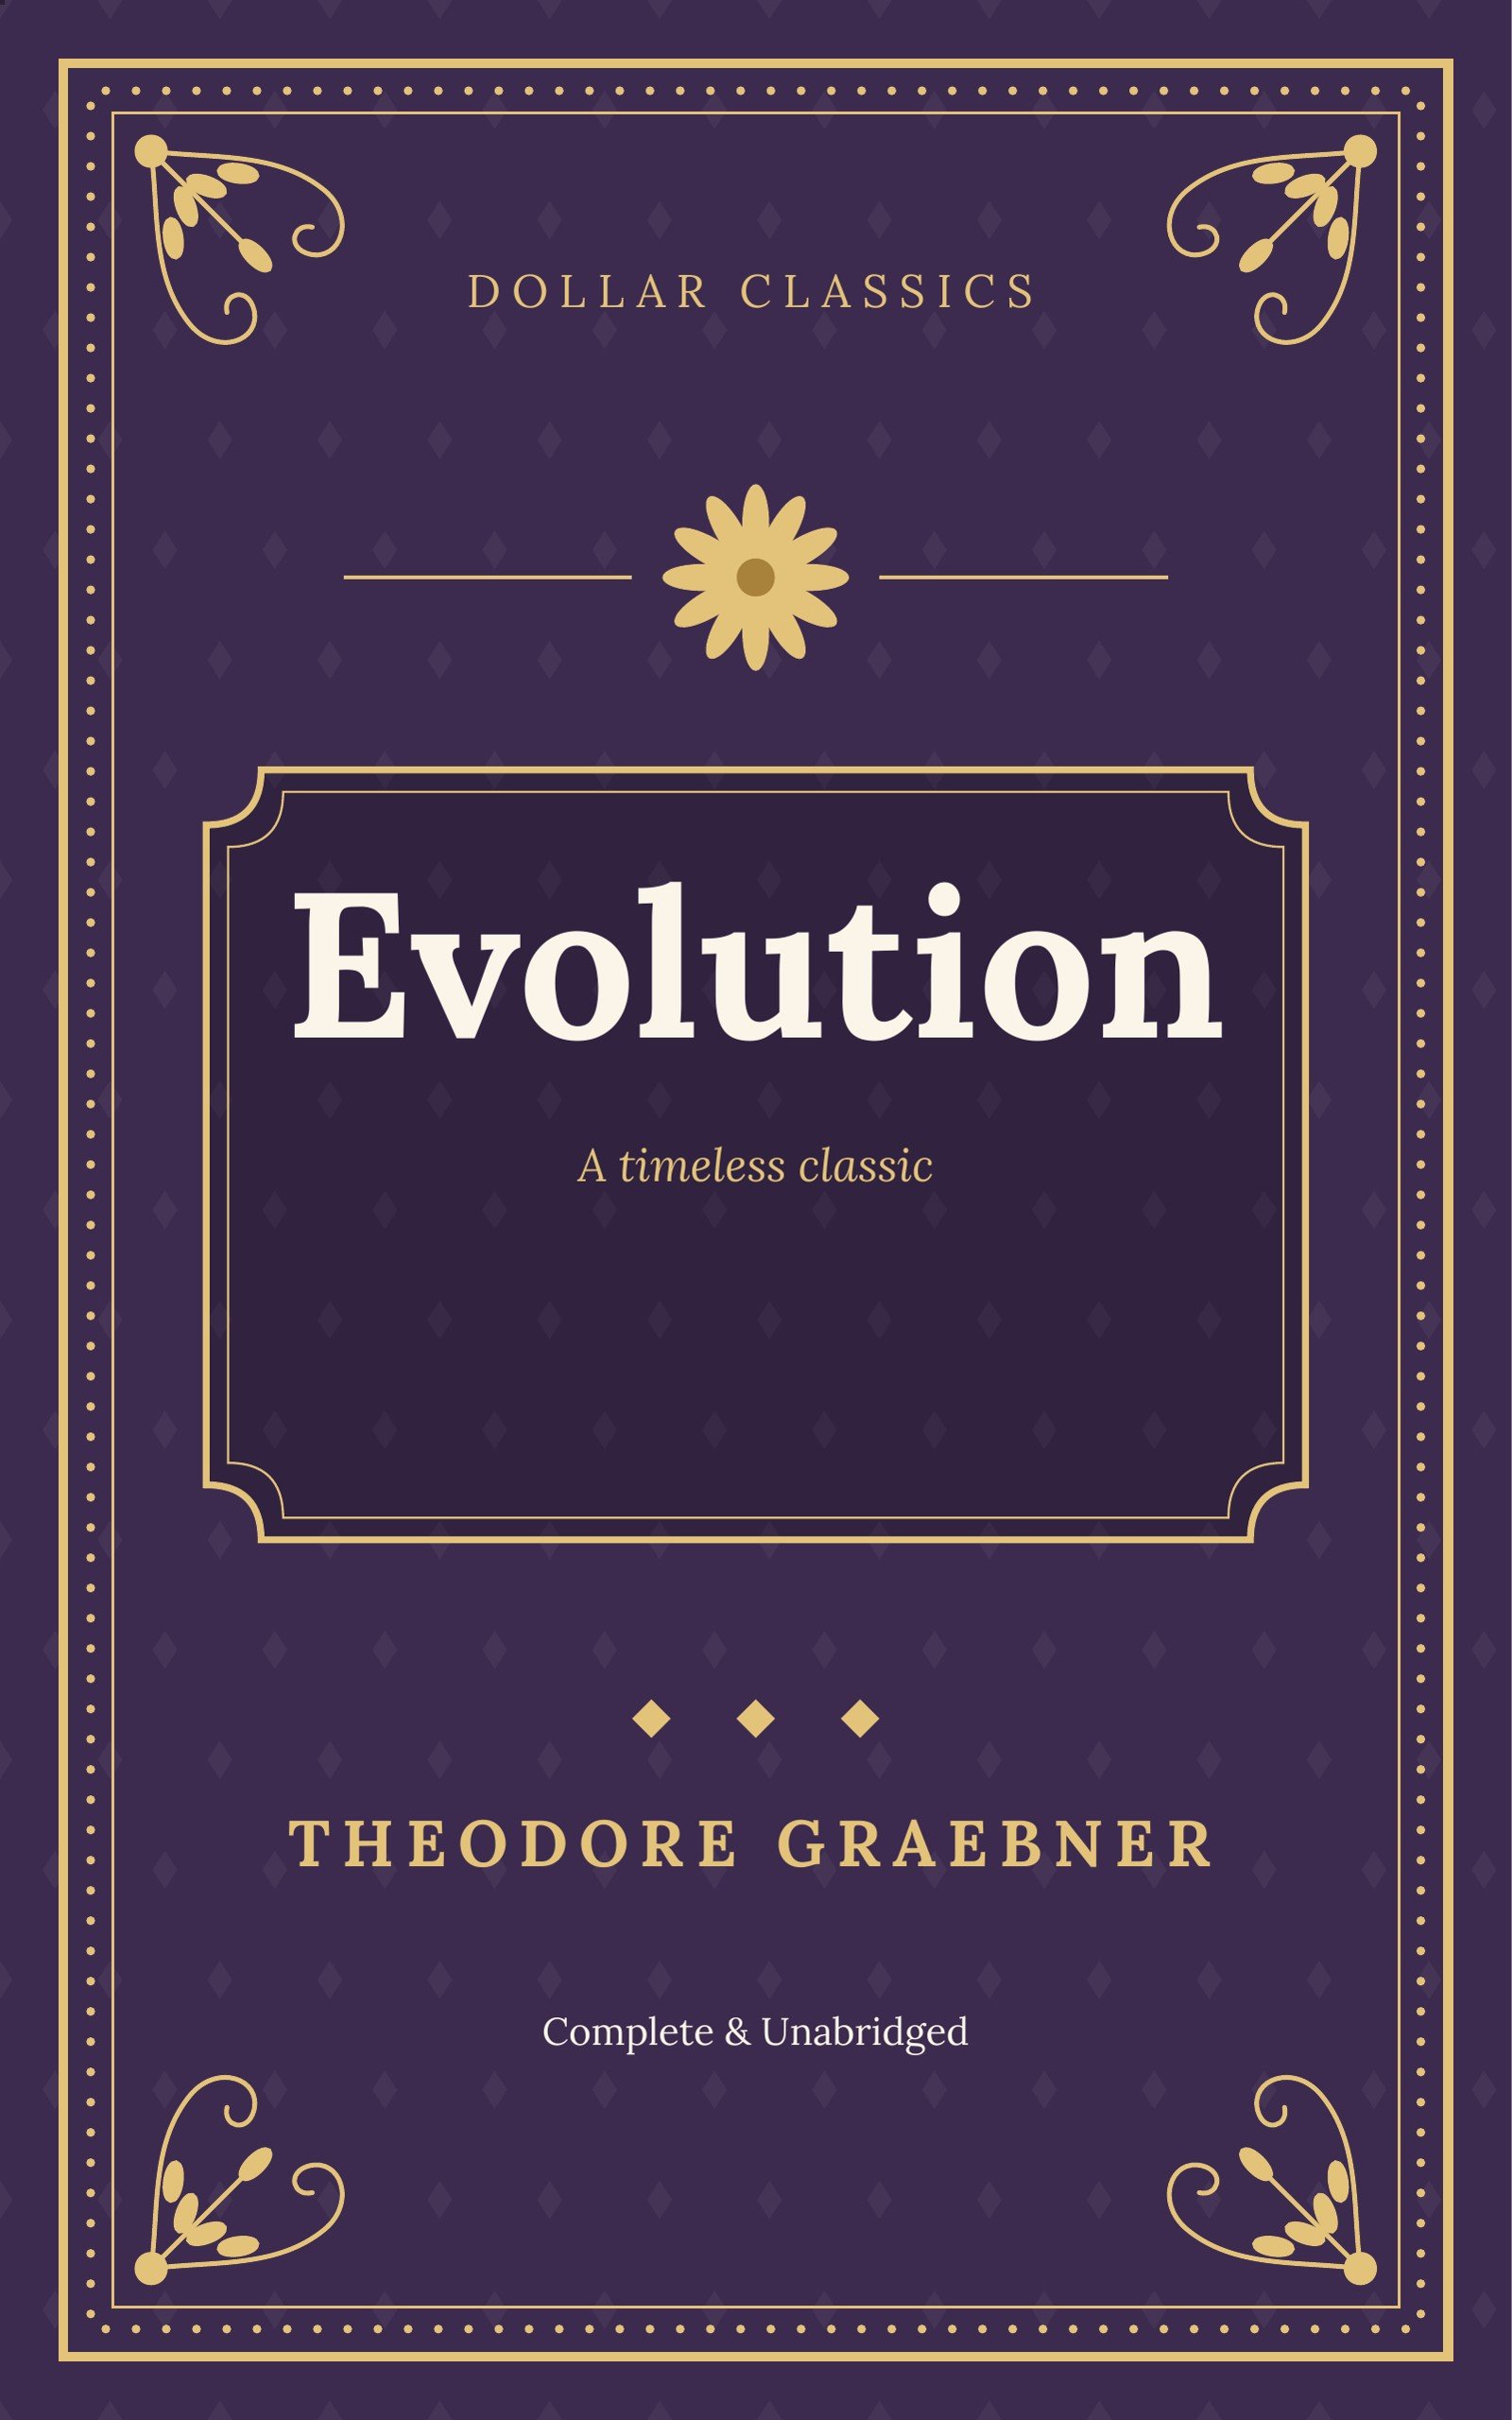 DOLLAR CLASSICS
Evolution
A timeless classic
THEODORE GRAEBNER
Complete & Unabridged